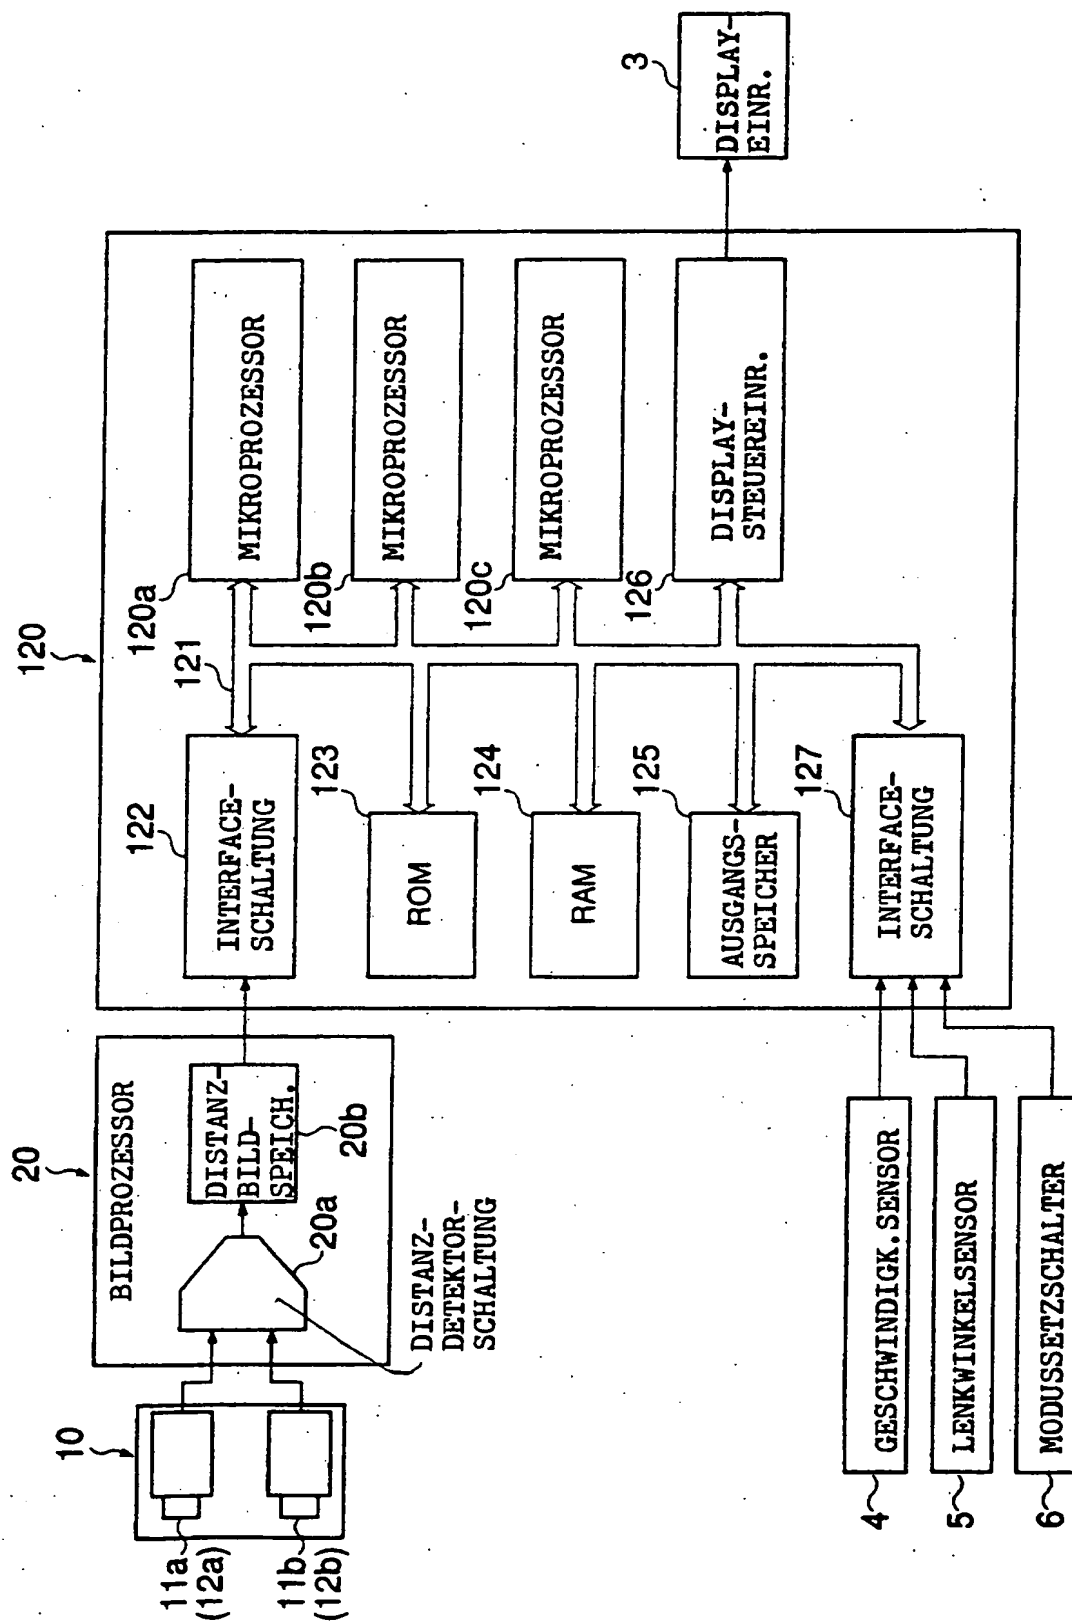 10
11a
(12a)
11b
(12b)
20
BILDPROZESSOR
DISTANZ-
BILD-
SPEICH.
20b
20a
DISTANZ-
DETEKTOR-
SCHALTUNG
120
122
INTERFACE-
SCHALTUNG
121
120a
MIKROPROZESSOR
123
ROM
120b
MIKROPROZESSOR
124
RAM
120c
MIKROPROZESSOR
125
AUSGANGS-
SPEICHER
126
DISPLAY-
STEUEREINR.
127
INTERFACE-
SCHALTUNG
3
DISPLAY-
EINR.
4
GESCHWINDIGK.SENSOR
5
LENKWINKELSENSOR
6
MODUSSETZSCHALTER